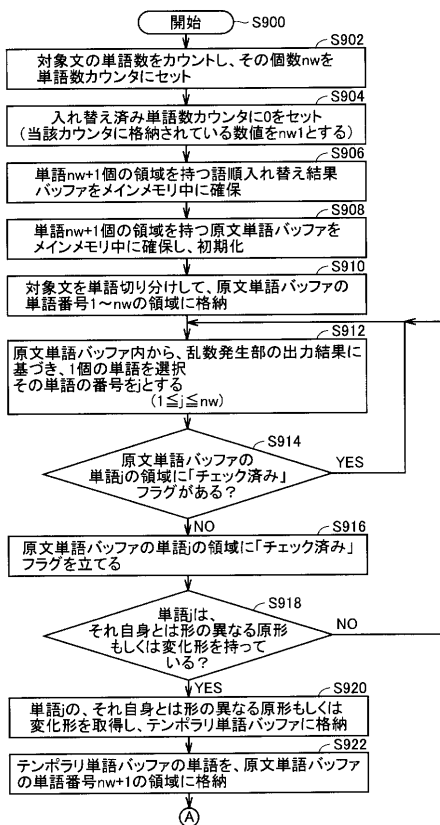 開始
S900
S902
対象文の単語数をカウントし、その個数nwを
単語数カウンタにセット
S904
入れ替え済み単語数カウンタに0をセット
(当該カウンタに格納されている数値をnw1とする)
S906
単語nw+1個の領域を持つ語順入れ替え結果
バッファをメインメモリ中に確保
S908
単語nw+1個の領域を持つ原文単語バッファを
メインメモリ中に確保し、初期化
S910
対象文を単語切り分けして、原文単語バッファの
単語番号1~nwの領域に格納
S912
原文単語バッファ内から、乱数発生部の出力結果に
基づき、1個の単語を選択
その単語の番号をjとする
(1≦j≦nw)
S914
原文単語バッファの
単語jの領域に「チェック済み」
フラグがある?
YES
NO
S916
原文単語バッファの単語jの領域に「チェック済み」
フラグを立てる
S918
単語jは、
それ自身とは形の異なる原形
もしくは変化形を持って
いる?
NO
YES
S920
単語jの、それ自身とは形の異なる原形もしくは
変化形を取得し、テンポラリ単語バッファに格納
S922
テンポラリ単語バッファの単語を、原文単語バッファ
の単語番号nw+1の領域に格納
A